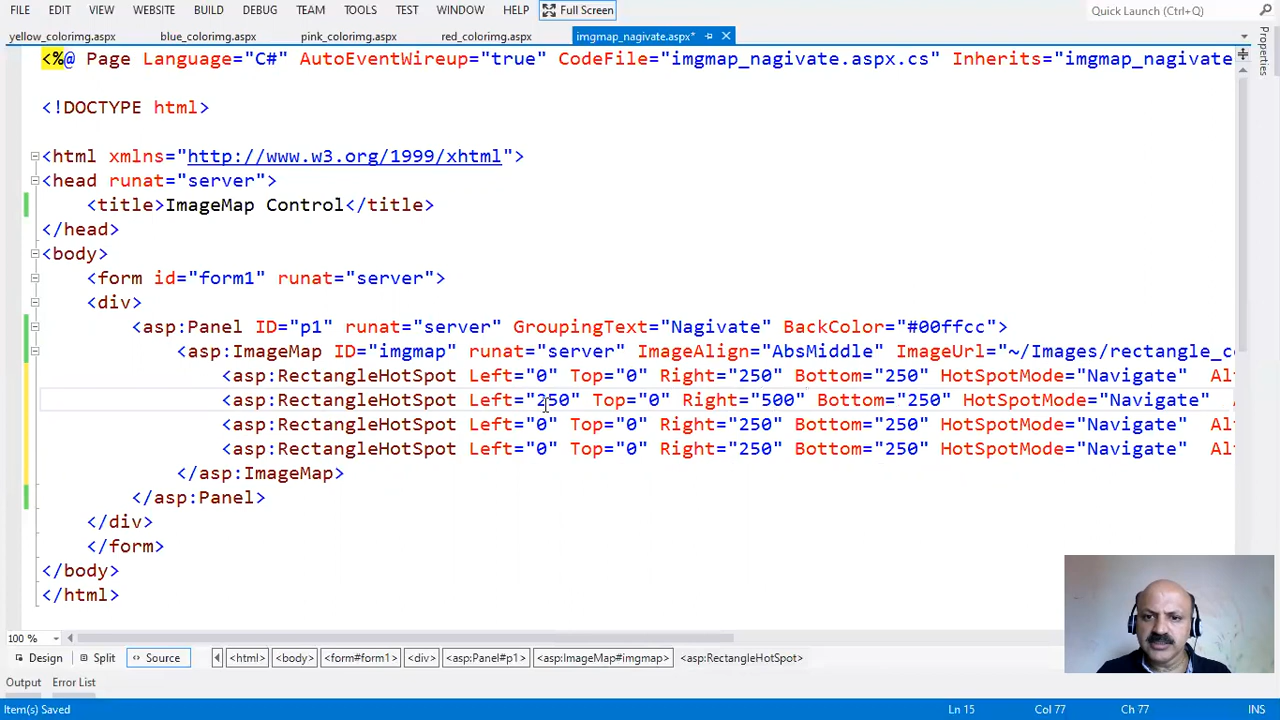 FILE EDIT VIEW WEBSITE BUILD DEBUG TEAM TOOLS TEST WINDOW HELP Full Screen Quick Launch (Ctrl+Q)
yellow_colorimg.aspx blue_colorimg.aspx pink_colorimg.aspx red_colorimg.aspx imgmap_nagivate.aspx*
Properties
<%@ Page Language="C#" AutoEventWireup="true" CodeFile="imgmap_nagivate.aspx.cs" Inherits="imgmap_nagivate
<!DOCTYPE html>
<html xmlns="http://www.w3.org/1999/xhtml">
<head runat="server">
<title>ImageMap Control</title>
</head>
<body>
<form id="form1" runat="server">
<div>
<asp:Panel ID="p1" runat="server" GroupingText="Nagivate" BackColor="#00ffcc">
<asp:ImageMap ID="imgmap" runat="server" ImageAlign="AbsMiddle" ImageUrl="~/Images/rectangle_c
<asp:RectangleHotSpot Left="0" Top="0" Right="250" Bottom="250" HotSpotMode="Navigate" Al
<asp:RectangleHotSpot Left="250" Top="0" Right="500" Bottom="250" HotSpotMode="Navigate"
<asp:RectangleHotSpot Left="0" Top="0" Right="250" Bottom="250" HotSpotMode="Navigate" Al
<asp:RectangleHotSpot Left="0" Top="0" Right="250" Bottom="250" HotSpotMode="Navigate" Al
</asp:ImageMap>
</asp:Panel>
</div>
</form>
</body>
</html>
100 %
Design Split Source <html> <body> <form#form1> <div> <asp:Panel#p1> <asp:ImageMap#imgmap> <asp:RectangleHotSpot>
Output Error List
Item(s) Saved Ln 15 Col 77 Ch 77 INS